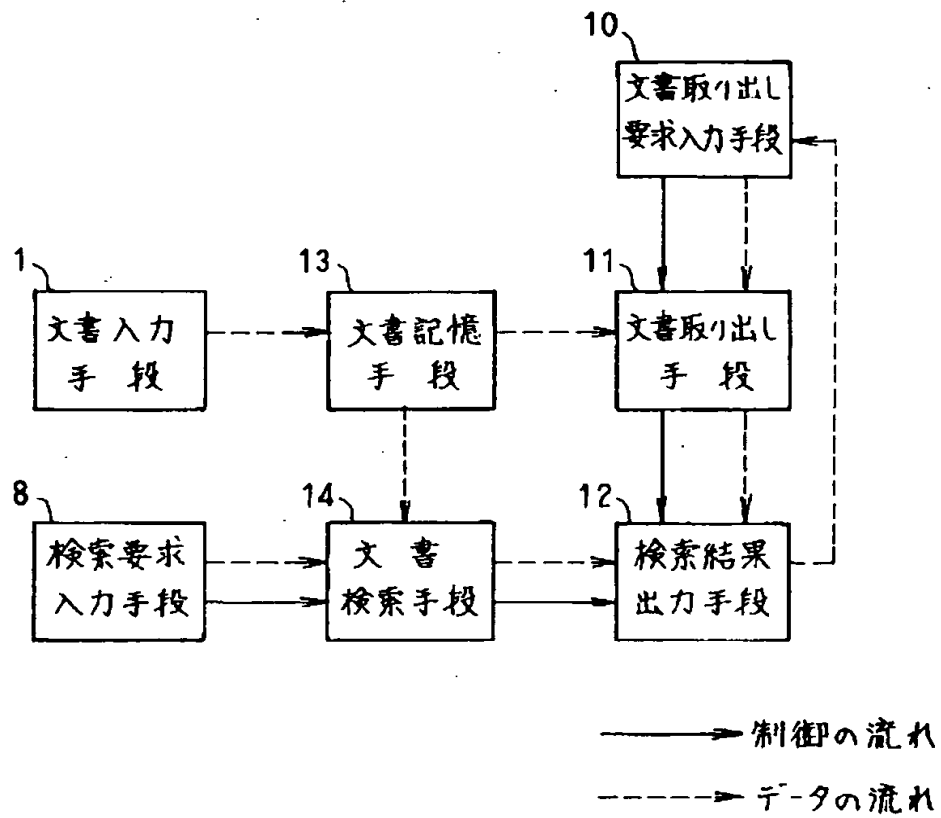 10
文書取り出し
要求入力手段
1
文書入力
手段
13
文書記憶
手段
11
文書取り出し
手段
8
検索要求
入力手段
14
文書
検索手段
12
検索結果
出力手段
制御の流れ
データの流れ